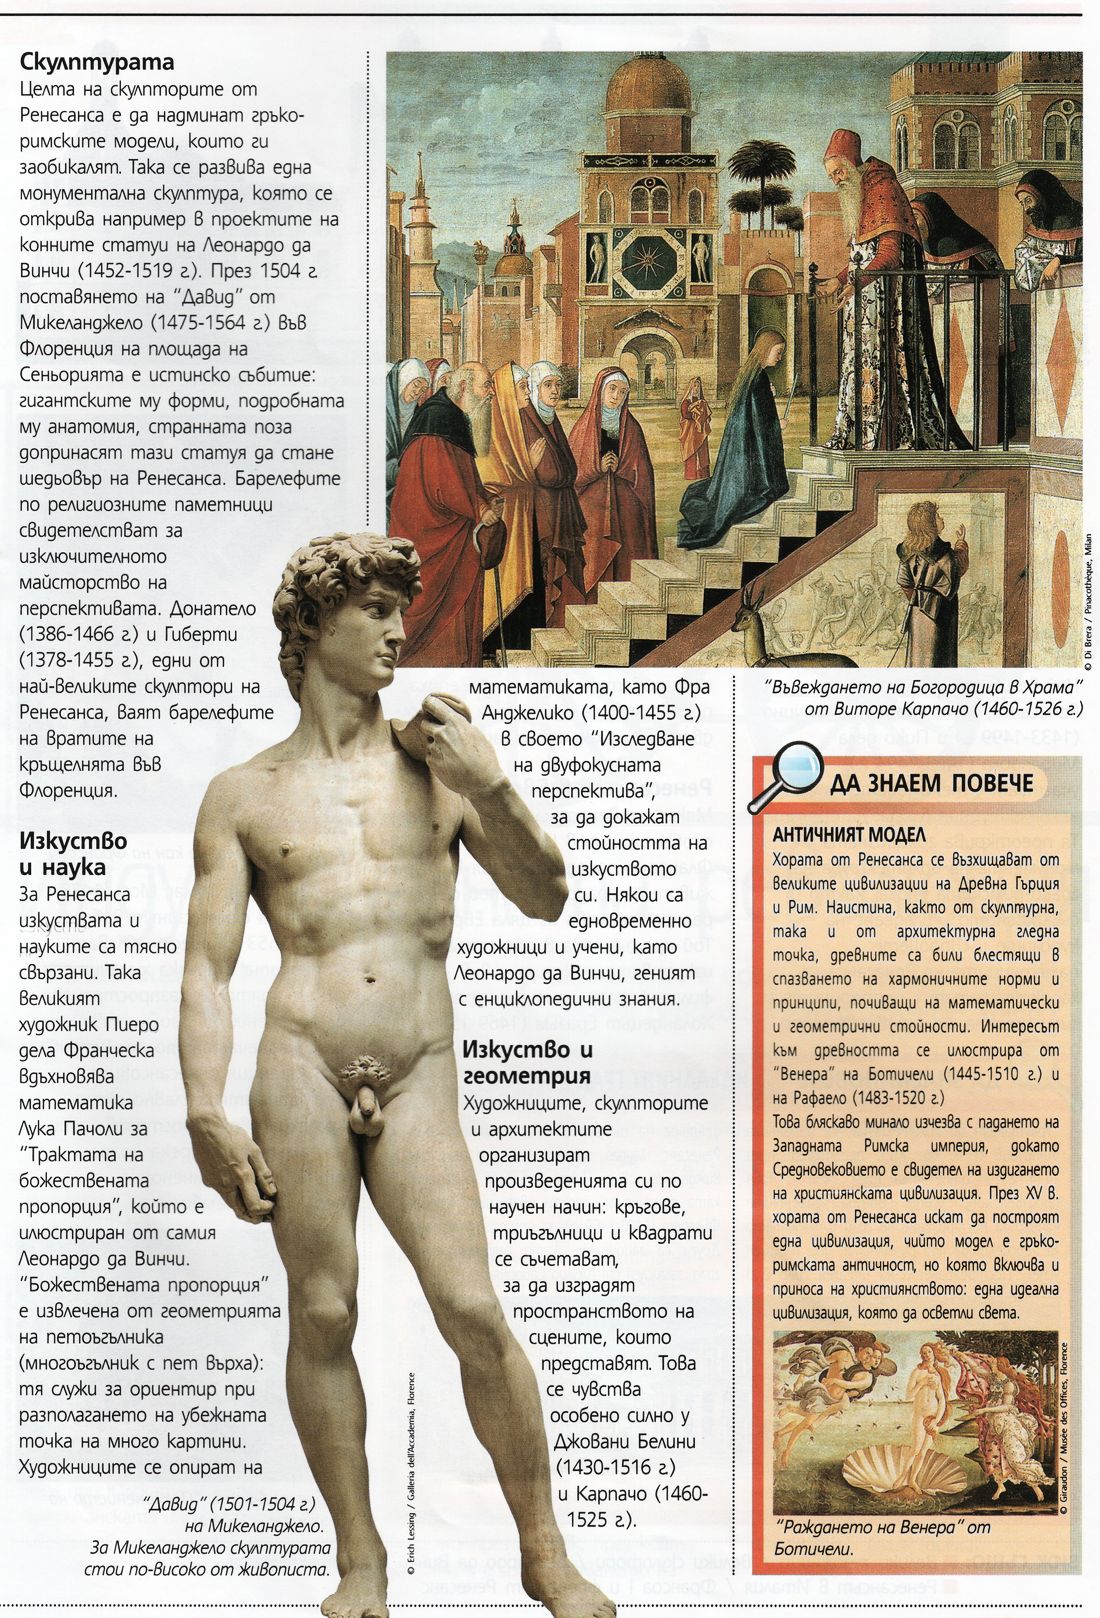 Скулптурата
Целта на скулпторите от
Ренесанса е да надминат гръко-
римските модели, които ги
заобикалят. Така се развива една
монументална скулптура, която се
открива например в проектите на
конните статуи на Леонардо да
Винчи (1452-1519 г.). През 1504 г.
поставянето на “Давид” от
Микеланджело (1475-1564 г.) във
Флоренция на площада на
Сеньорията е истинско събитие:
гигантските му форми, подробната
му анатомия, странната поза
допринасят тази статуя да стане
шедьовър на Ренесанса. Барелефите
по религиозните паметници
свидетелстват за
изключителното
майсторство на
перспективата. Донатело
(1386-1466 г.) и Гиберти
(1378-1455 г.), едни от
най-великите скулптори на
Ренесанса, ваят барелефите
на вратите на
кръщелнята във
Флоренция.
Изкуство
и наука
За Ренесанса
изкуствата и
науките са тясно
свързани. Така
великият
художник Пиеро
дела Франческа
вдъхновява
математика
Лука Пачоли за
“Трактата на
божествената
пропорция”, който е
илюстриран от самия
Леонардо да Винчи.
“Божествената пропорция”
е извлечена от геометрията
на петоъгълника
(многоъгълник с пет върха):
тя служи за ориентир при
разполагането на убежната
точка на много картини.
Художниците се опират на
“Давид” (1501-1504 г.)
на Микеланджело.
За Микеланджело скулптурата
стои по-високо от живописта.
© Erich Lessing / Galleria dell'Accademia, Florence
математиката, като Фра
Анджелико (1400-1455 г.)
в своето “Изследване
на двуфокусната
перспектива”,
за да докажат
стойността на
изкуството
си. Някои са
едновременно
художници и учени, като
Леонардо да Винчи, геният
с енциклопедични знания.
Изкуство и
геометрия
Художниците, скулпторите
и архитектите
организират
произведенията си по
научен начин: кръгове,
триъгълници и квадрати
се съчетават,
за да изградят
пространството на
сцените, които
представят. Това
се чувства
особено силно у
Джовани Белини
(1430-1516 г.)
и Карпачо (1460-
1525 г.).
© Di Brera / Pinacothèque, Milan
“Въвеждането на Богородица в Храма”
от Виторе Карпачо (1460-1526 г.)
ДА ЗНАЕМ ПОВЕЧЕ
АНТИЧНИЯТ МОДЕЛ
Хората от Ренесанса се възхищават от
великите цивилизации на Древна Гърция
и Рим. Наистина, както от скулптурна,
така и от архитектурна гледна
точка, древните са били блестящи в
спазването на хармоничните норми и
принципи, почиващи на математически
и геометрични стойности. Интересът
към древността се илюстрира от
“Венера” на Ботичели (1445-1510 г.) и
на Рафаело (1483-1520 г.)
Това бляскаво минало изчезва с падането на
Западната Римска империя, докато
Средновековието е свидетел на издигането
на християнската цивилизация. През XV в.
хората от Ренесанса искат да построят
една цивилизация, чийто модел е гръко-
римската античност, но която включва и
приноса на християнството: една идеална
цивилизация, която да осветли света.
© Giraudon / Musée des Offices, Florence
“Раждането на Венера” от
Ботичели.